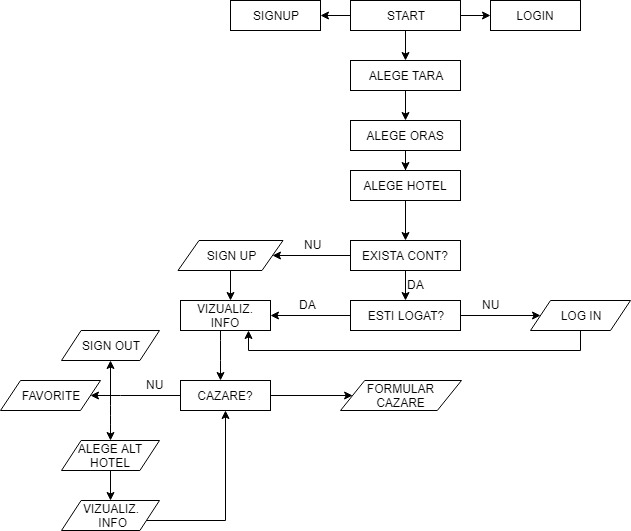 SIGNUP
START
LOGIN
ALEGE TARA
ALEGE ORAS
ALEGE HOTEL
SIGN UP
NU
EXISTA CONT?
DA
VIZUALIZ.
INFO
DA
ESTI LOGAT?
NU
LOG IN
SIGN OUT
FAVORITE
NU
CAZARE?
FORMULAR
CAZARE
ALEGE ALT
HOTEL
VIZUALIZ.
INFO